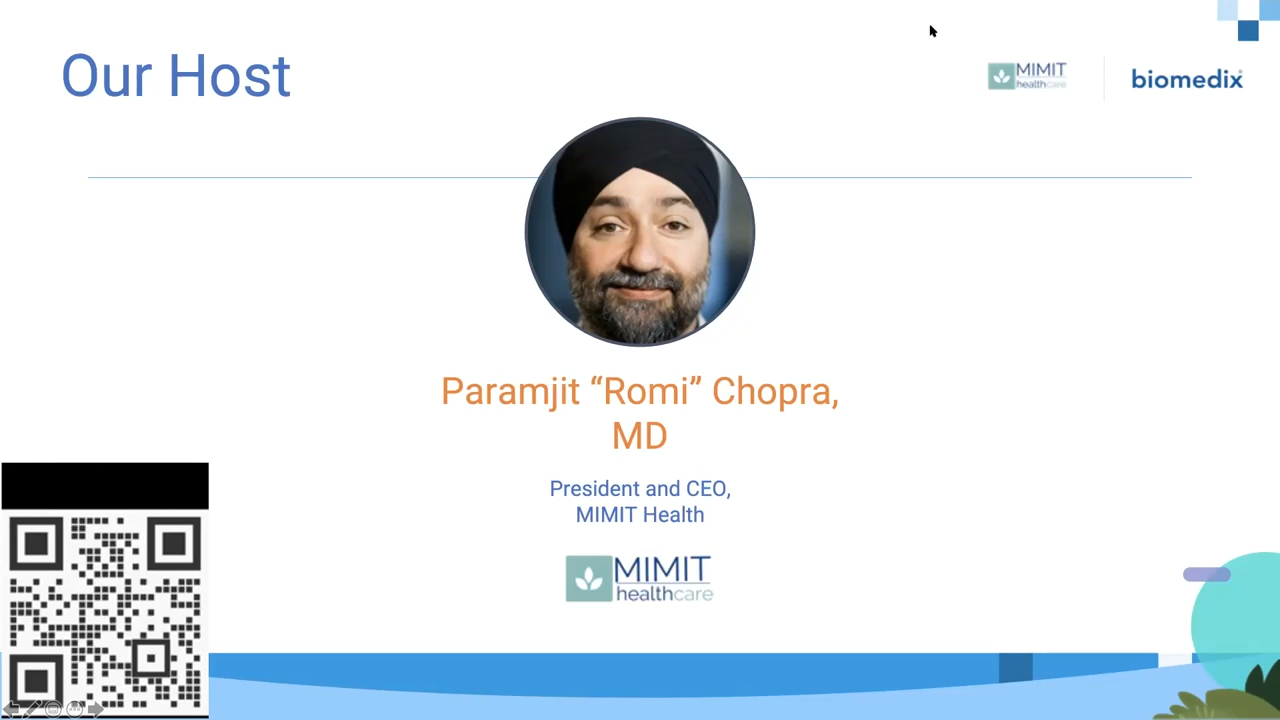 Our Host
MIMIT
healthcare
biomedix
Paramjit “Romi” Chopra,
MD
President and CEO,
MIMIT Health
MIMIT
healthcare